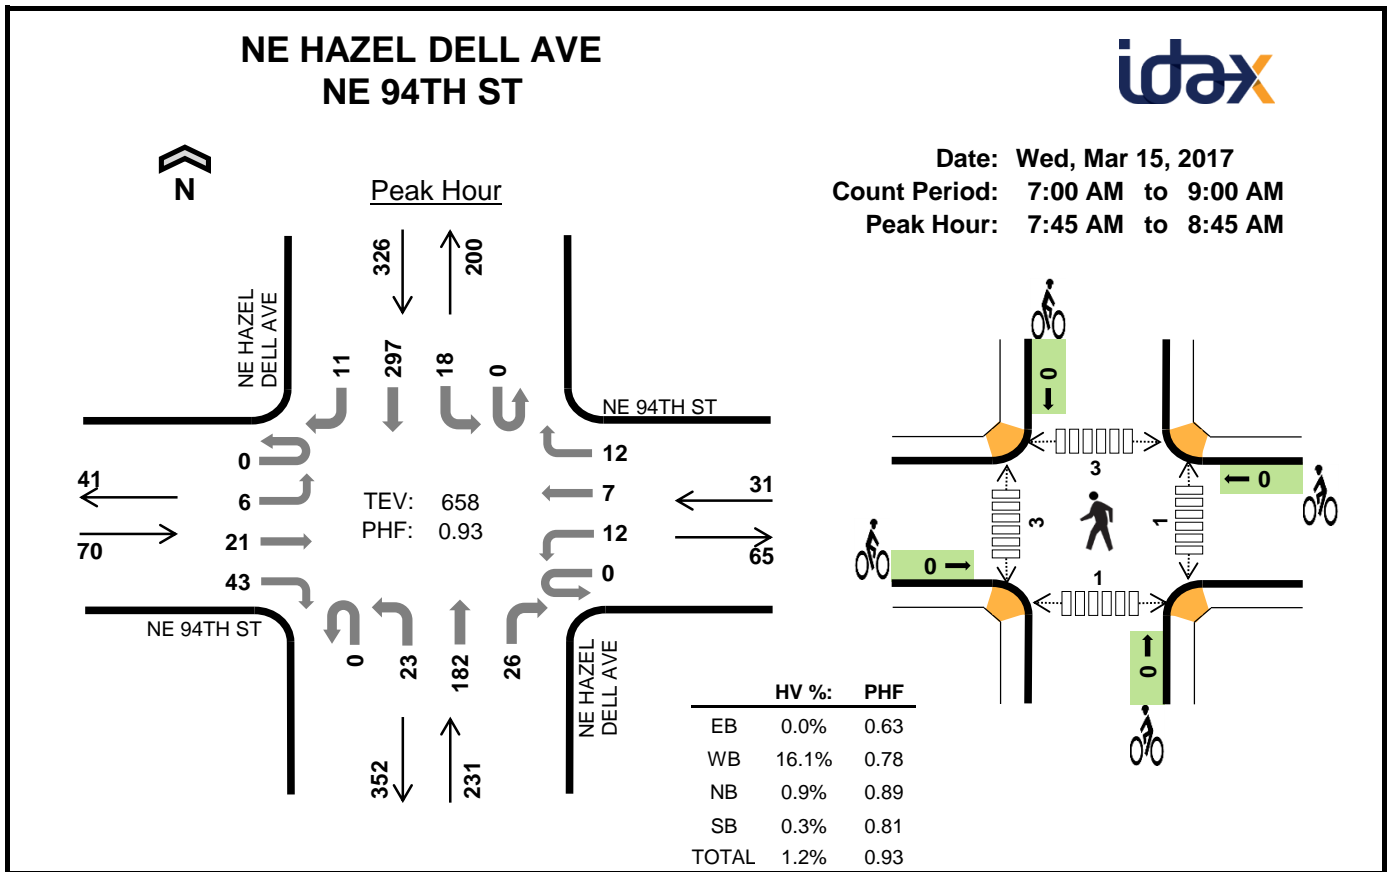 NE HAZEL DELL AVE
NE 94TH ST
idax
N
Peak Hour
Date: Wed, Mar 15, 2017
Count Period: 7:00 AM to 9:00 AM
Peak Hour: 7:45 AM to 8:45 AM
326
200
NE HAZEL
DELL AVE
11
297
18
0
NE 94TH ST
0
12
41
6
7
31
TEV: 658
PHF: 0.93
70
21
12
65
43
0
NE 94TH ST
0
23
182
26
NE HAZEL
DELL AVE
352
231
0
3
0
3
1
0
1
0
HV %: PHF
EB 0.0% 0.63
WB 16.1% 0.78
NB 0.9% 0.89
SB 0.3% 0.81
TOTAL 1.2% 0.93